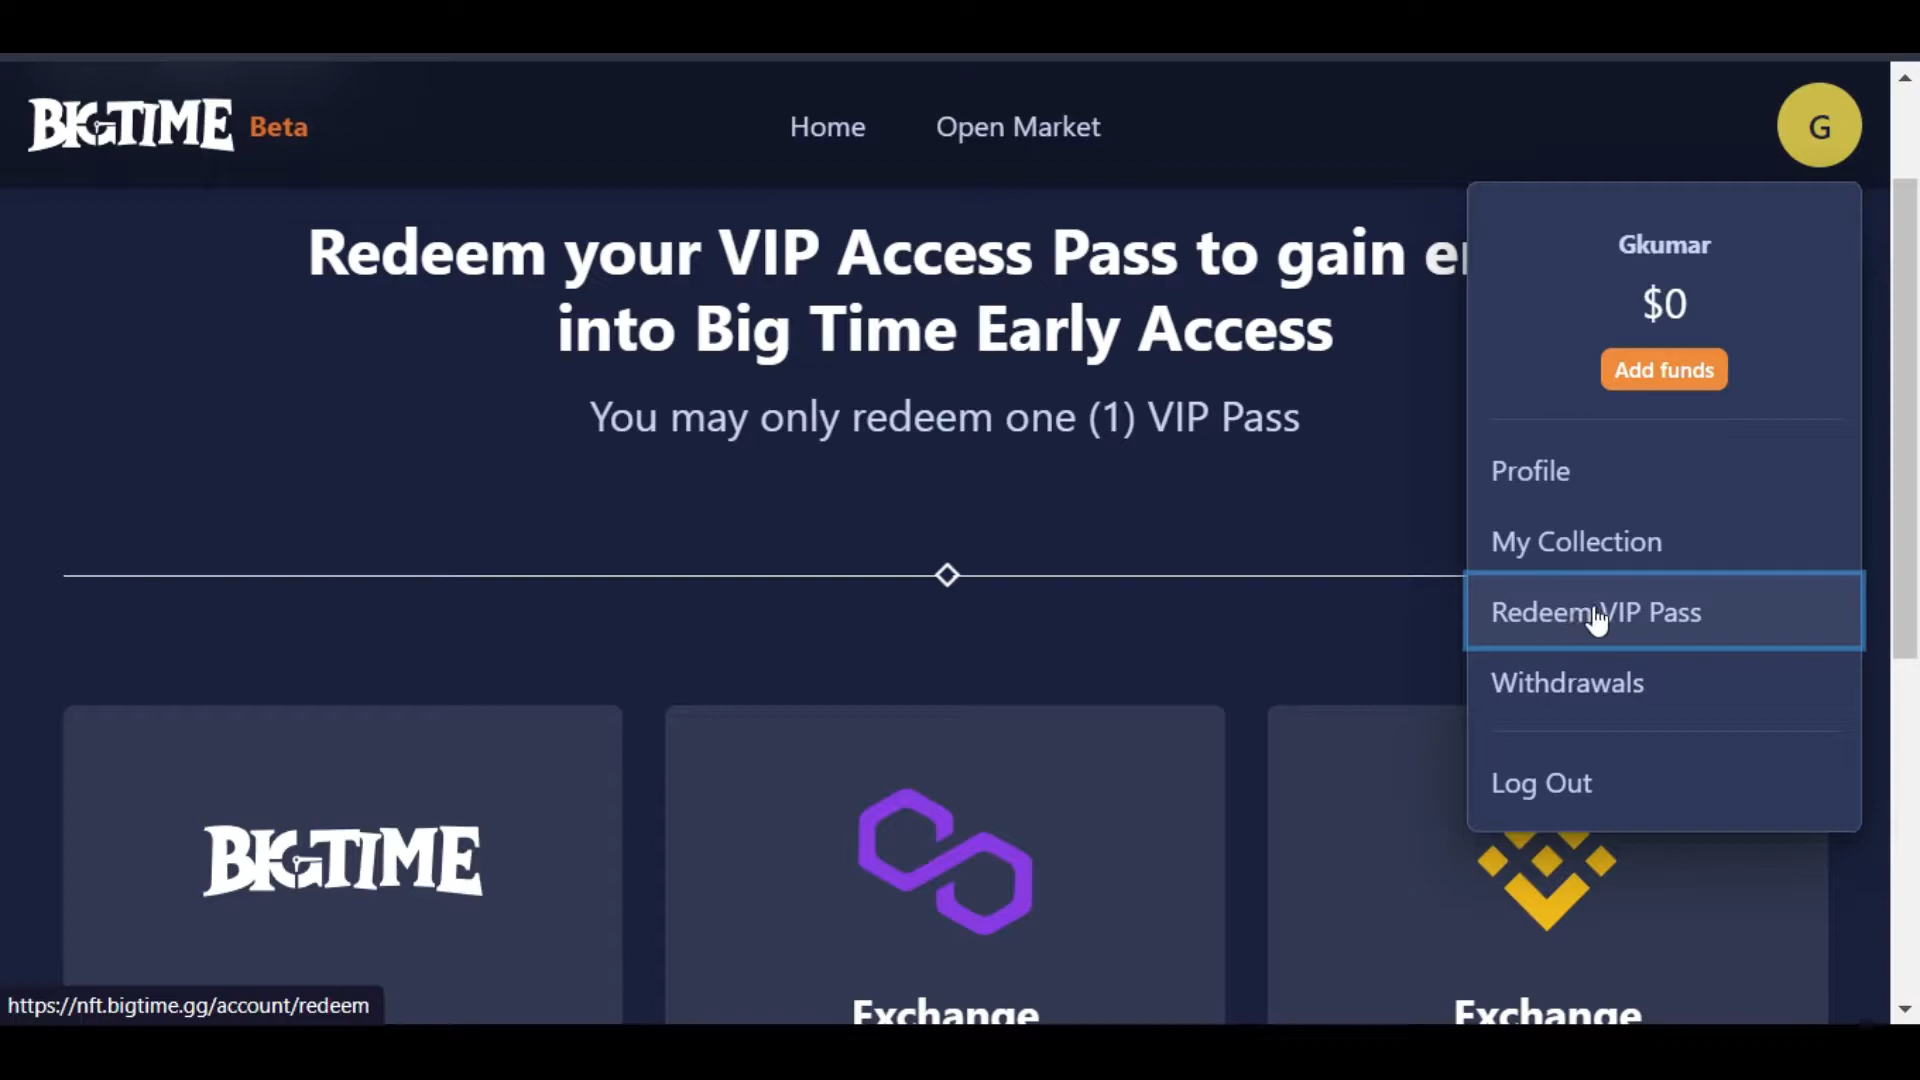 BIGTIME Beta
Home
Open Market
G
Redeem your VIP Access Pass to gain
into Big Time Early Access
You may only redeem one (1) VIP Pass
Gkumar
$0
Add funds
Profile
My Collection
Redeem VIP Pass
Withdrawals
Log Out
BIGTIME
Exchange
Exchange
https://nft.bigtime.gg/account/redeem